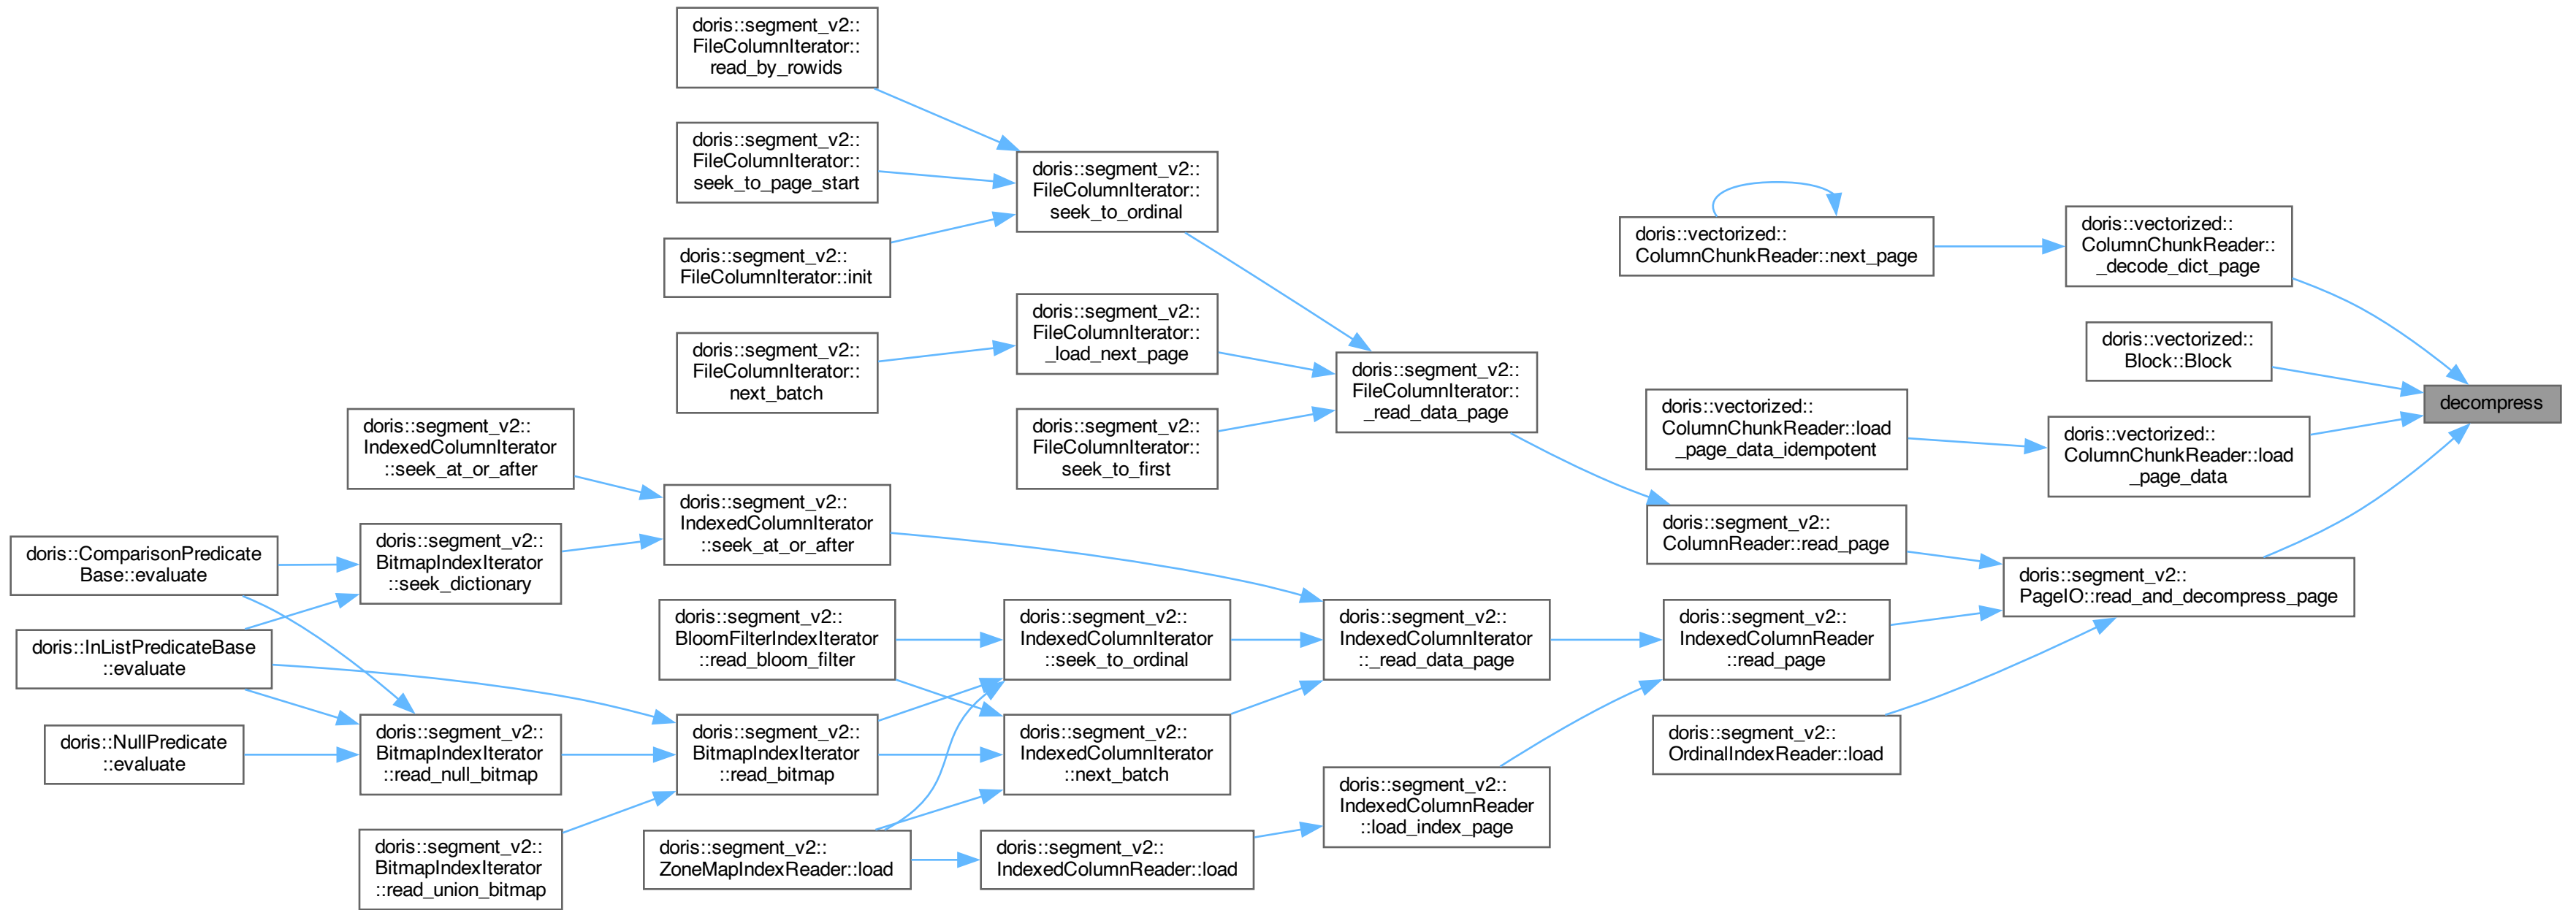 doris::segment_v2::
FileColumnIterator::
read_by_rowids
doris::segment_v2::
FileColumnIterator::
seek_to_page_start
doris::segment_v2::
FileColumnIterator::init
doris::segment_v2::
FileColumnIterator::
next_batch
doris::segment_v2::
FileColumnIterator::
seek_to_ordinal
doris::segment_v2::
FileColumnIterator::
_load_next_page
doris::segment_v2::
FileColumnIterator::
seek_to_first
doris::segment_v2::
FileColumnIterator::
_read_data_page
doris::vectorized::
ColumnChunkReader::next_page
doris::vectorized::
ColumnChunkReader::
_decode_dict_page
doris::vectorized::
Block::Block
decompress
doris::vectorized::
ColumnChunkReader::load
_page_data_idempotent
doris::vectorized::
ColumnChunkReader::load
_page_data
doris::segment_v2::
ColumnReader::read_page
doris::segment_v2::
PageIO::read_and_decompress_page
doris::segment_v2::
IndexedColumnIterator
::seek_at_or_after
doris::segment_v2::
IndexedColumnIterator
::seek_at_or_after
doris::ComparisonPredicate
Base::evaluate
doris::segment_v2::
BitmapIndexIterator
::seek_dictionary
doris::InListPredicateBase
::evaluate
doris::segment_v2::
BloomFilterIndexIterator
::read_bloom_filter
doris::segment_v2::
IndexedColumnIterator
::seek_to_ordinal
doris::segment_v2::
IndexedColumnIterator
::_read_data_page
doris::segment_v2::
IndexedColumnReader
::read_page
doris::NullPredicate
::evaluate
doris::segment_v2::
BitmapIndexIterator
::read_null_bitmap
doris::segment_v2::
BitmapIndexIterator
::read_bitmap
doris::segment_v2::
IndexedColumnIterator
::next_batch
doris::segment_v2::
OrdinalIndexReader::load
doris::segment_v2::
IndexedColumnReader
::load_index_page
doris::segment_v2::
BitmapIndexIterator
::read_union_bitmap
doris::segment_v2::
ZoneMapIndexReader::load
doris::segment_v2::
IndexedColumnReader::load